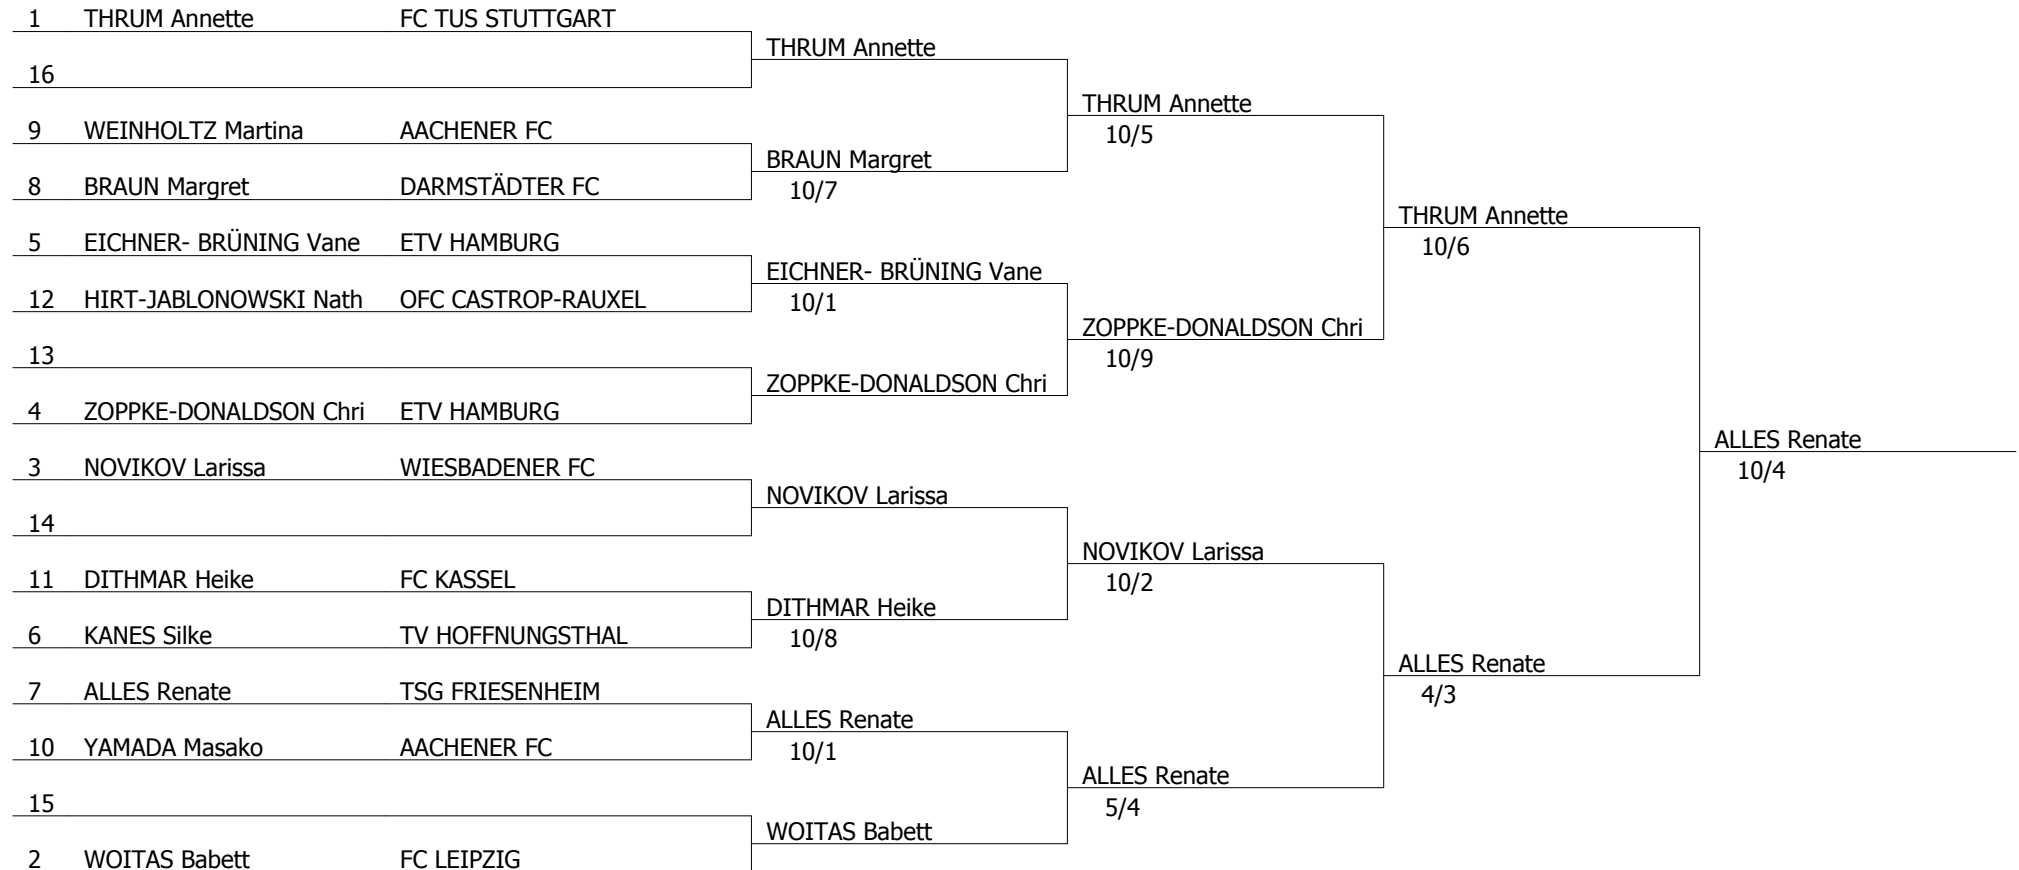 1 THRUM Annette FC TUS STUTTGART
THRUM Annette
16
THRUM Annette
9 WEINHOLTZ Martina AACHENER FC
10/5
BRAUN Margret
8 BRAUN Margret DARMSTÄDTER FC
10/7
THRUM Annette
5 EICHNER- BRÜNING Vane ETV HAMBURG
10/6
EICHNER- BRÜNING Vane
12 HIRT-JABLONOWSKI Nath OFC CASTROP-RAUXEL
10/1
ZOPPKE-DONALDSON Chri
13
10/9
ZOPPKE-DONALDSON Chri
4 ZOPPKE-DONALDSON Chri ETV HAMBURG
ALLES Renate
3 NOVIKOV Larissa WIESBADENER FC
10/4
NOVIKOV Larissa
14
NOVIKOV Larissa
11 DITHMAR Heike FC KASSEL
10/2
DITHMAR Heike
6 KANES Silke TV HOFFNUNGSTHAL
10/8
ALLES Renate
7 ALLES Renate TSG FRIESENHEIM
4/3
ALLES Renate
10 YAMADA Masako AACHENER FC
10/1
ALLES Renate
15
5/4
WOITAS Babett
2 WOITAS Babett FC LEIPZIG